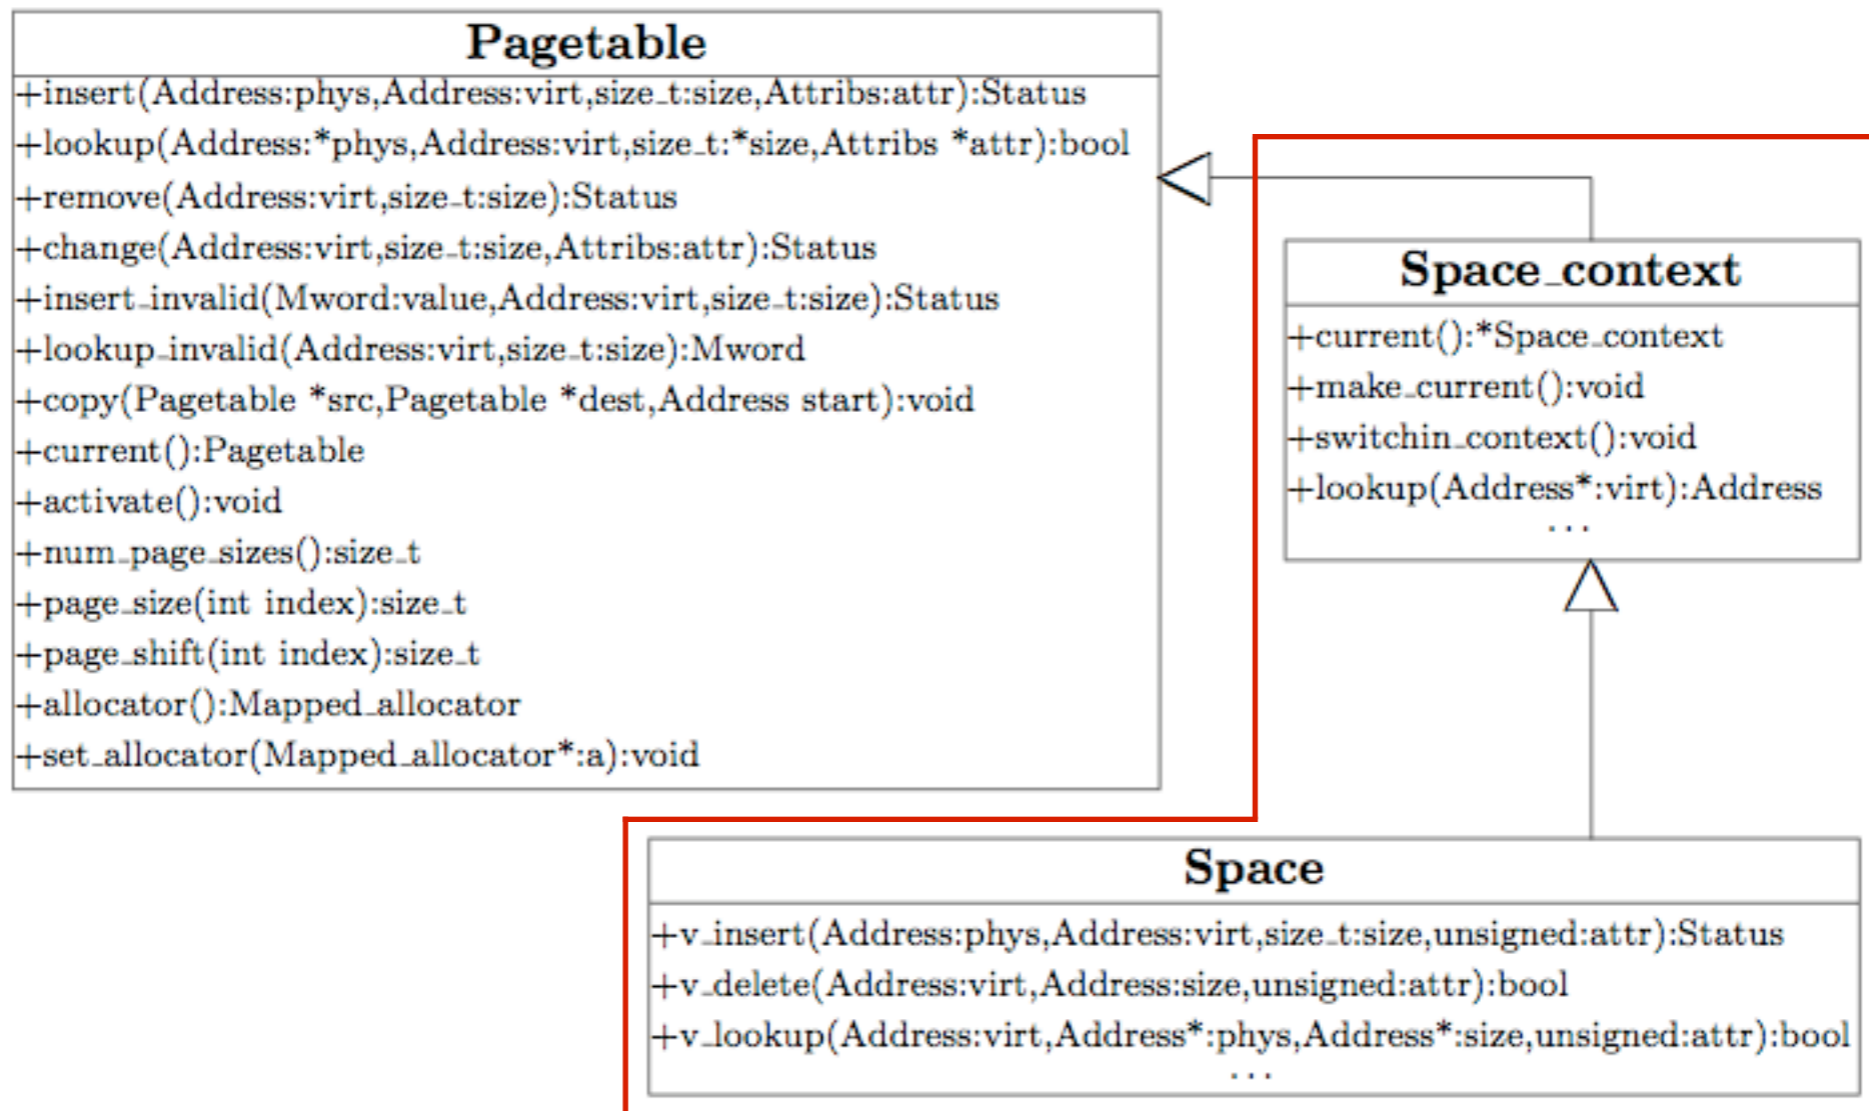 Pagetable
+insert(Address:phys,Address:virt,size_t:size,Attribs:attr):Status
+lookup(Address:*phys,Address:virt,size_t:*size,Attribs *attr):bool
+remove(Address:virt,size_t:size):Status
+change(Address:virt,size_t:size,Attribs:attr):Status
+insert_invalid(Mword:value,Address:virt,size_t:size):Status
+lookup_invalid(Address:virt,size_t:size):Mword
+copy(Pagetable *src,Pagetable *dest,Address start):void
+current():Pagetable
+activate():void
+num_page_sizes():size_t
+page_size(int index):size_t
+page_shift(int index):size_t
+allocator():Mapped_allocator
+set_allocator(Mapped_allocator*:a):void
Space_context
+current():*Space_context
+make_current():void
+switchin_context():void
+lookup(Address*:virt):Address
...
Space
+v_insert(Address:phys,Address:virt,size_t:size,unsigned:attr):Status
+v_delete(Address:virt,Address:size,unsigned:attr):bool
+v_lookup(Address:virt,Address*:phys,Address*:size,unsigned:attr):bool
...